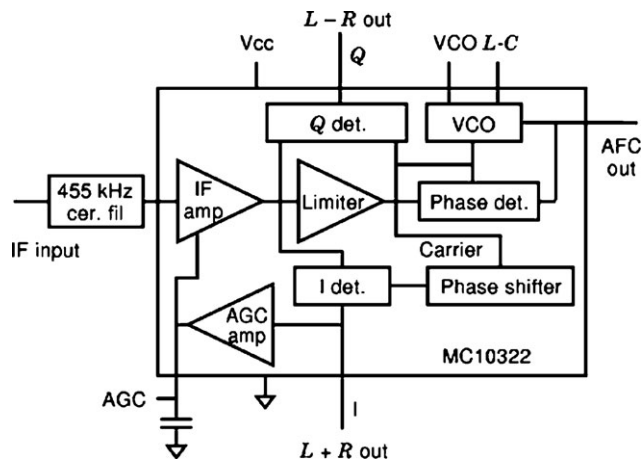 L – R out
Q
Vcc
VCO L-C
Q det.
VCO
AFC
out
455 kHz
cer. fil
IF
amp
Limiter
Phase det.
IF input
Carrier
I det.
Phase shifter
AGC
amp
MC10322
AGC
I
L + R out